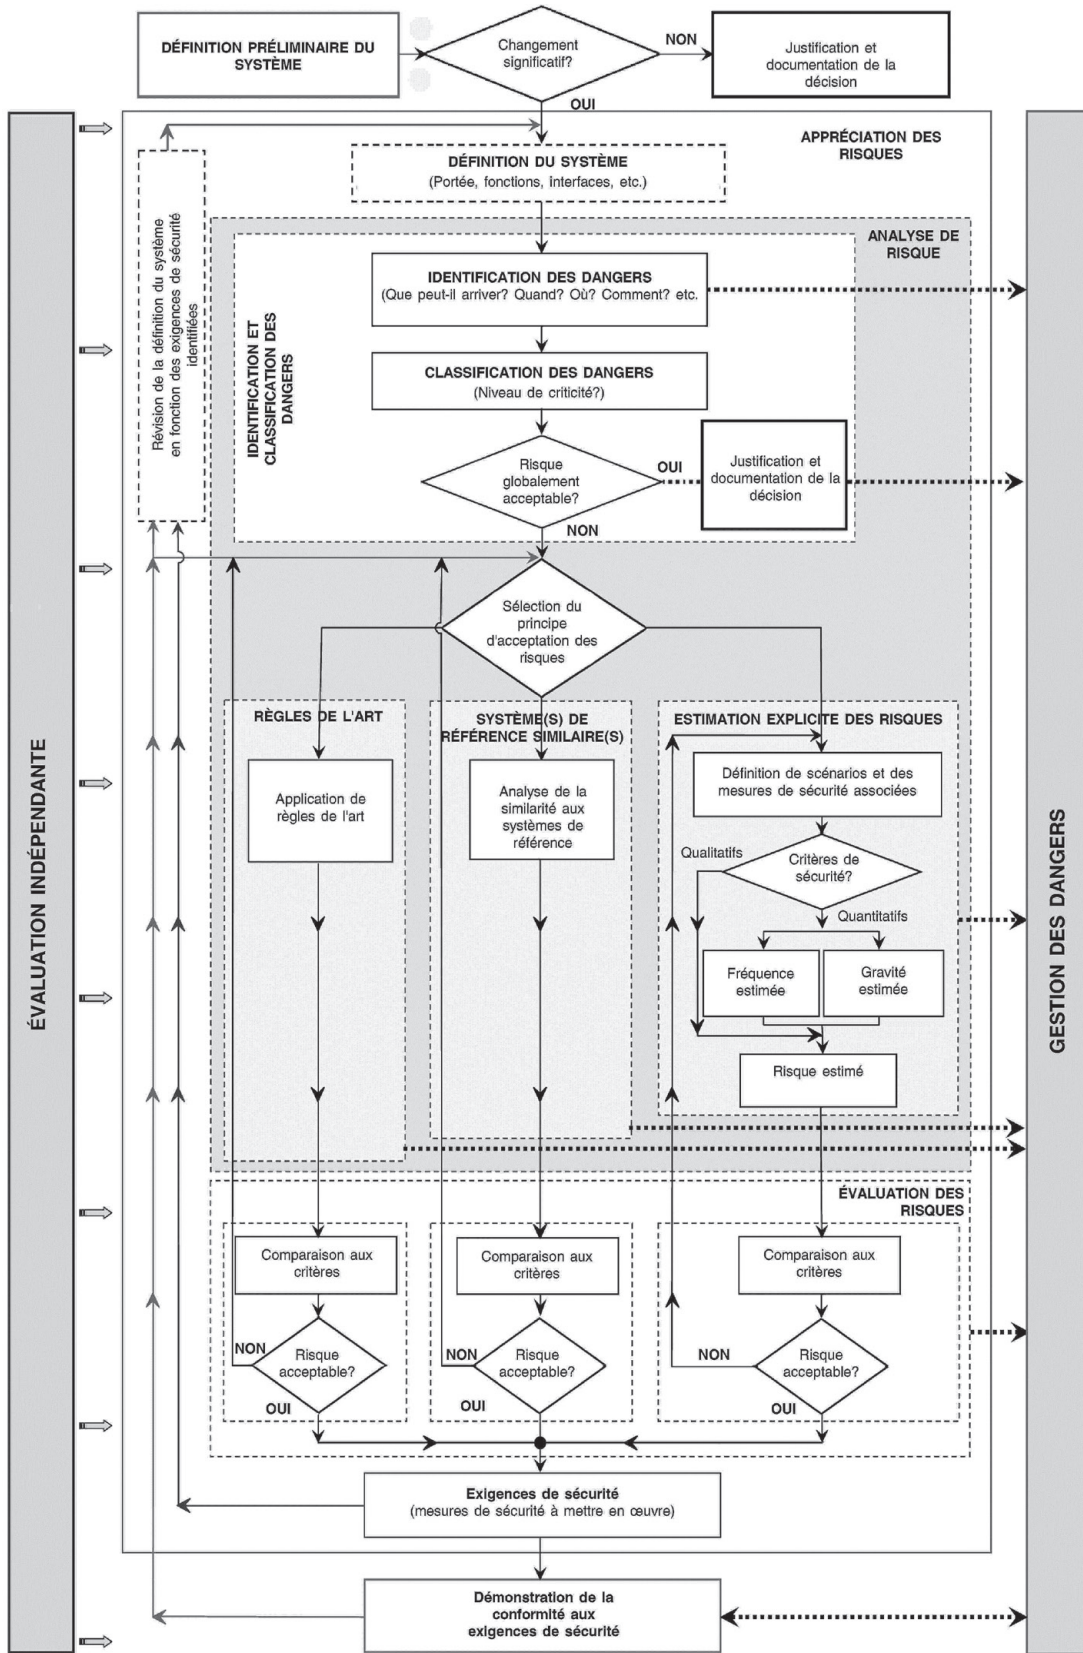 DÉFINITION PRÉLIMINAIRE DU
SYSTÈME
Changement
significatif?
NON
Justification et
documentation de la
décision
OUI
APPRÉCIATION DES
RISQUES
DÉFINITION DU SYSTÈME
(Portée, fonctions, interfaces, etc.)
Révision de la définition du système
en fonction des exigences de sécurité
identifiées
ANALYSE DE
RISQUE
IDENTIFICATION ET
CLASSIFICATION DES
DANGERS
IDENTIFICATION DES DANGERS
(Que peut-il arriver? Quand? Où? Comment? etc.
CLASSIFICATION DES DANGERS
(Niveau de criticité?)
Risque
globalement
acceptable?
OUI
Justification et
documentation de la
décision
NON
Sélection du
principe
d'acceptation des
risques
RÈGLES DE L'ART
SYSTÈME(S) DE
RÉFÉRENCE SIMILAIRE(S)
ESTIMATION EXPLICITE DES RISQUES
Application de
règles de l'art
Analyse de la
similarité aux
systèmes de
référence
Définition de scénarios et des
mesures de sécurité associées
Qualitatifs
Critères de
sécurité?
Quantitatifs
Fréquence
estimée
Gravité
estimée
Risque estimé
ÉVALUATION INDÉPENDANTE
GESTION DES DANGERS
ÉVALUATION DES
RISQUES
Comparaison aux
critères
Comparaison aux
critères
Comparaison aux
critères
NON
Risque
acceptable?
OUI
NON
Risque
acceptable?
OUI
NON
Risque
acceptable?
OUI
Exigences de sécurité
(mesures de sécurité à mettre en œuvre)
Démonstration de la
conformité aux
exigences de sécurité